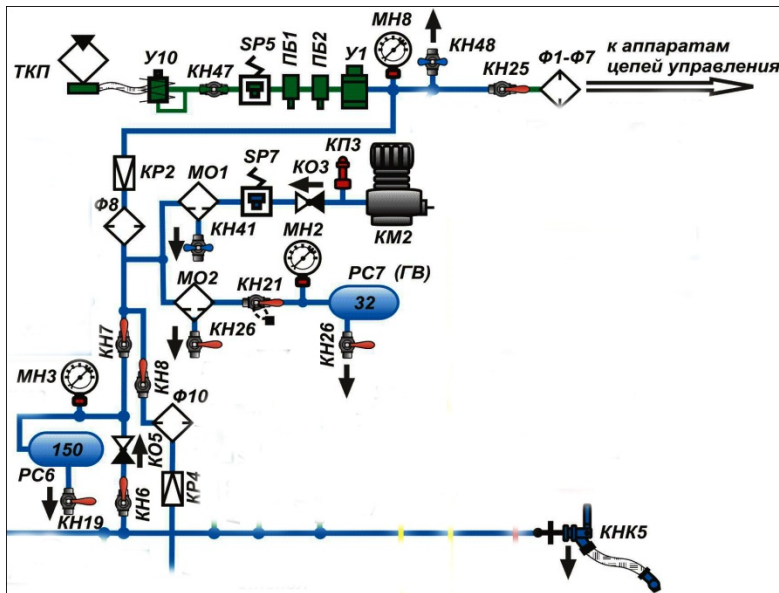 МН8
SP5
ПБ1
ПБ2
У1
КН48
У10
ТКП
КН47
КН25
Ф1-Ф7
к аппаратам
цепей управления
КП3
КР2
МО1
SP7
КО3
Ф8
КН41
МН2
КМ2
МО2
КН21
РС7 (ГВ)
32
КН26
КН26
КН7
МН3
КН8
Ф10
150
КО5
РС6
КН19
КН6
КР4
КНК5